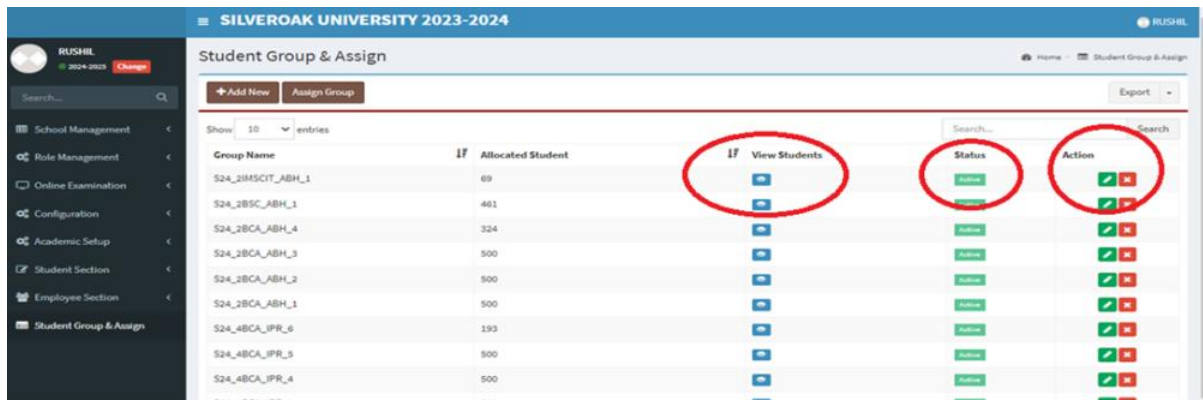 SILVEROAK UNIVERSITY 2023-2024
RUSHIL
RUSHIL
2024-2025 Change
Student Group & Assign
Home - Student Group & Assign
Search...
+Add New Assign Group
Export
School Management
Role Management
Online Examination
Configuration
Academic Setup
Student Section
Employee Section
Student Group & Assign
Show 10 entries
Search... Search
Group Name Allocated Student View Students Status Action
S24_2IMSCIT_ABH_1 69 Active
S24_2BSC_ABH_1 461 Active
S24_2BCA_ABH_4 324 Active
S24_2BCA_ABH_3 500 Active
S24_2BCA_ABH_2 500 Active
S24_2BCA_ABH_1 500 Active
S24_4BCA_IPR_6 193 Active
S24_4BCA_IPR_5 500 Active
S24_4BCA_IPR_4 500 Active